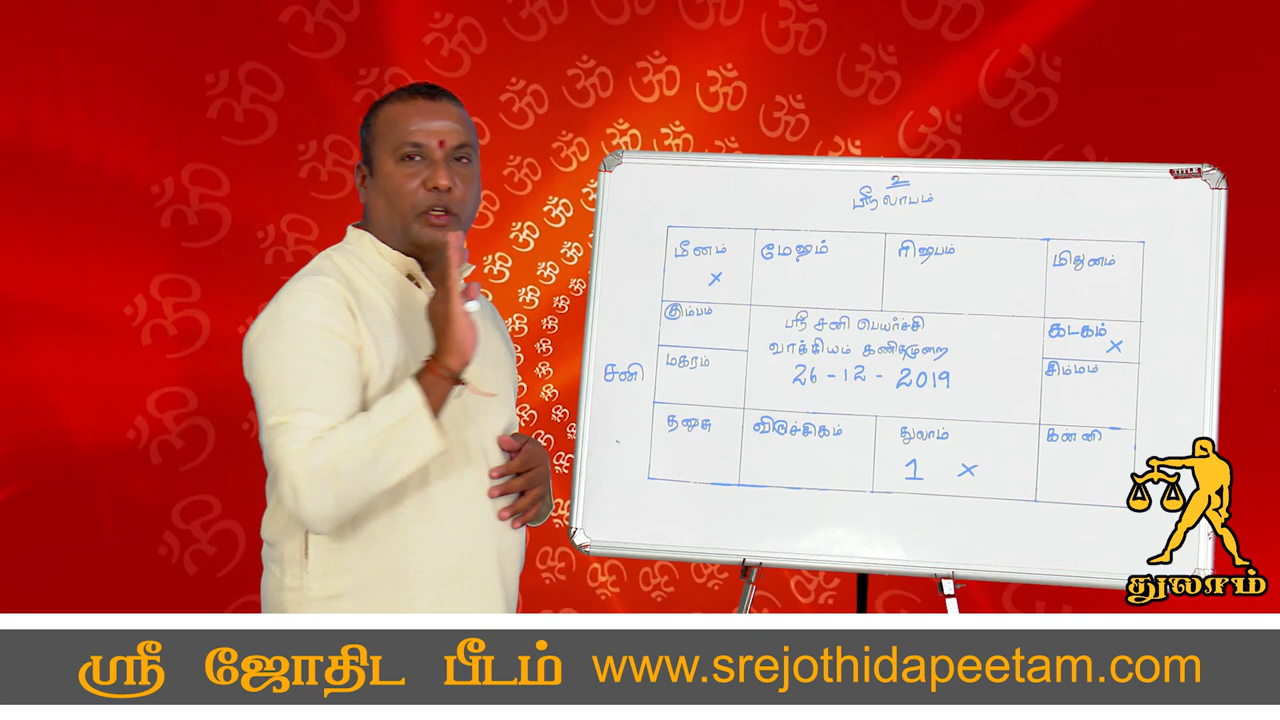 TITLE
உ
ஸ்ரீ லாபம்
மீனம்
மேஷம்
ரிஷபம்
மிதுனம்
x
கும்பம்
ஸ்ரீ சனி பெயர்ச்சி
கடகம்
வாக்கியம் கணிதமுறை
x
சனி
மகரம்
26-12-2019
சிம்மம்
தனுசு
விருச்சிகம்
துலாம்
கன்னி
1 x
துலாம்
ஸ்ரீ ஜோதிட பீடம் www.srejothidapeetam.com